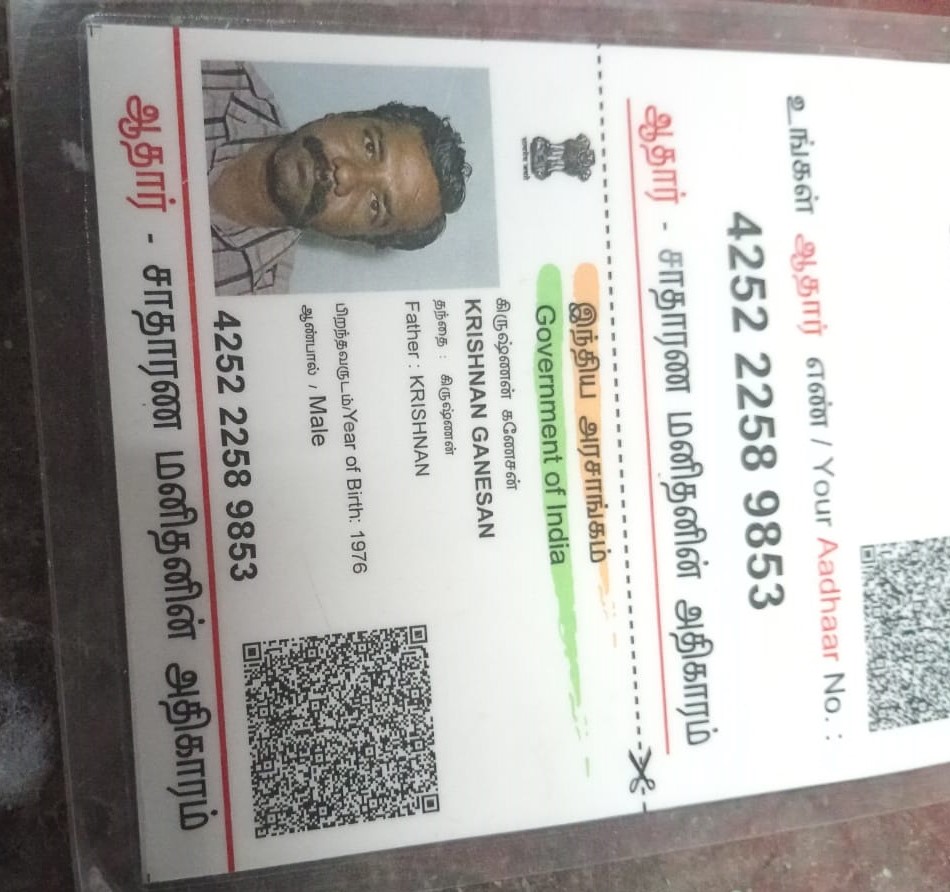 உங்கள் ஆதார் எண் / Your Aadhaar No. :
4252 2258 9853
ஆதார் - சாதாரண மனிதனின் அதிகாரம்
இந்திய அரசாங்கம்
Government of India
கிருஷ்ணன் கணேசன்
KRISHNAN GANESAN
தந்தை : கிருஷ்ணன்
Father : KRISHNAN
பிறந்தவருடம்/Year of Birth: 1976
ஆண்பால் / Male
4252 2258 9853
ஆதார் - சாதாரண மனிதனின் அதிகாரம்